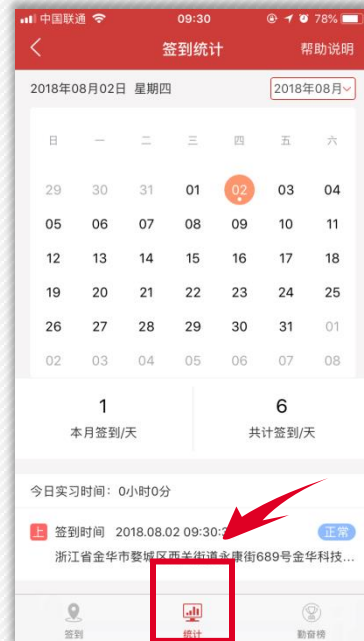 中国联通 09:30 78%
签到统计 帮助说明
2018年08月02日 星期四 2018年08月
日 一 二 三 四 五 六
29 30 31 01 02 03 04
05 06 07 08 09 10 11
12 13 14 15 16 17 18
19 20 21 22 23 24 25
26 27 28 29 30 31 01
02 03 04 05 06 07 08
1 6
本月签到/天 共计签到/天
今日实习时间：0小时0分
上 签到时间 2018.08.02 09:30: 正常
浙江省金华市婺城区西关街道永康街689号金华科技...
签到 统计 勤奋榜